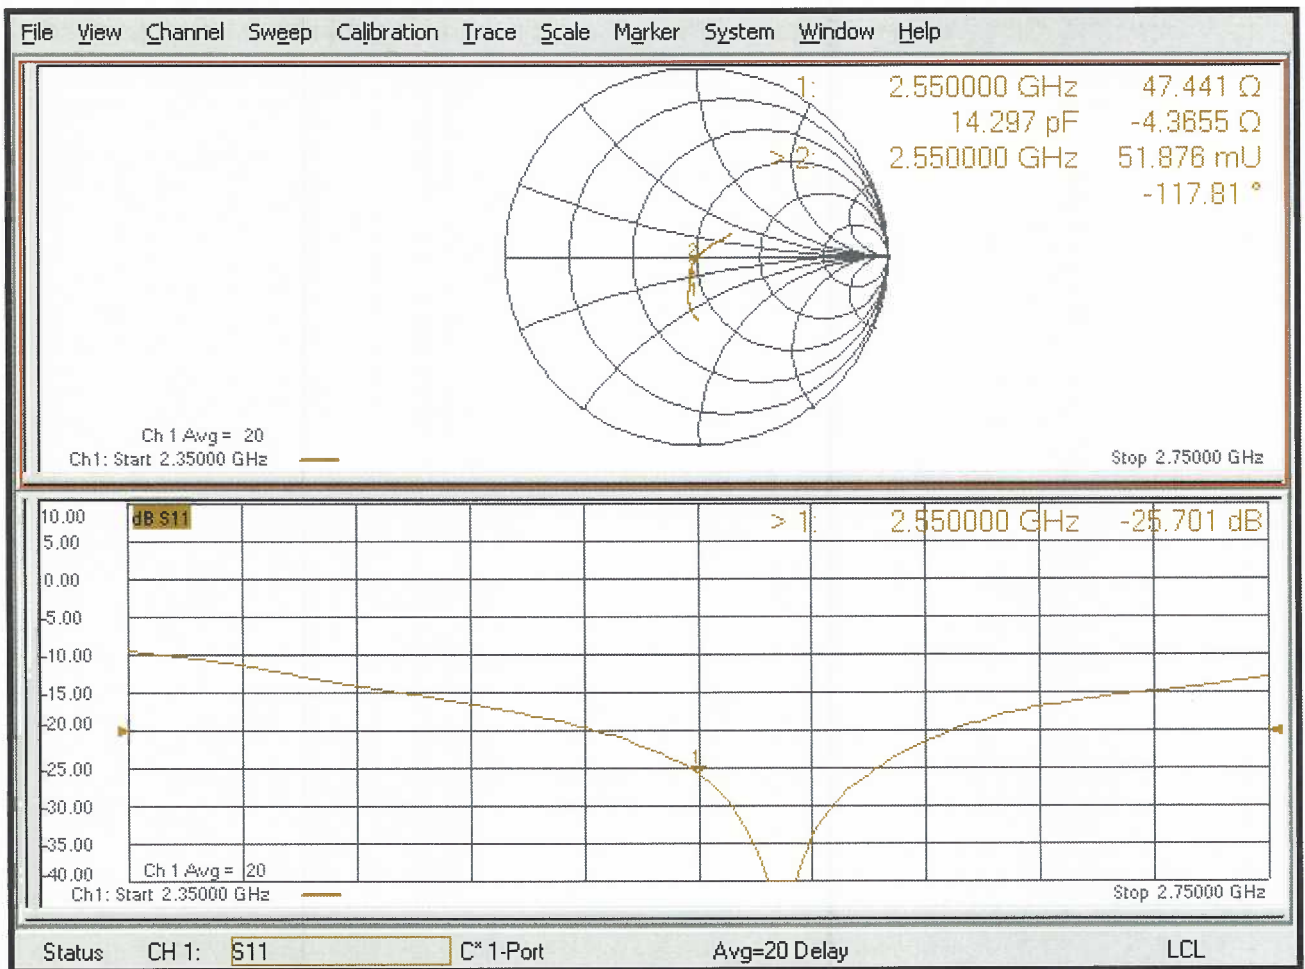 File View Channel Sweep Calibration Trace Scale Marker System Window Help
1: 2.550000 GHz 47.441 Ω
14.297 pF -4.3655 Ω
> 2: 2.550000 GHz 51.876 mU
-117.81 °
2
1
Ch 1 Avg = 20
Ch1: Start 2.35000 GHz
Stop 2.75000 GHz
10.00
dB S11
> 1: 2.550000 GHz -25.701 dB
5.00
0.00
-5.00
-10.00
-15.00
-20.00
1
-25.00
-30.00
-35.00
-40.00
Ch 1 Avg = 20
Ch1: Start 2.35000 GHz
Stop 2.75000 GHz
Status CH 1: S11 C* 1-Port Avg=20 Delay LCL